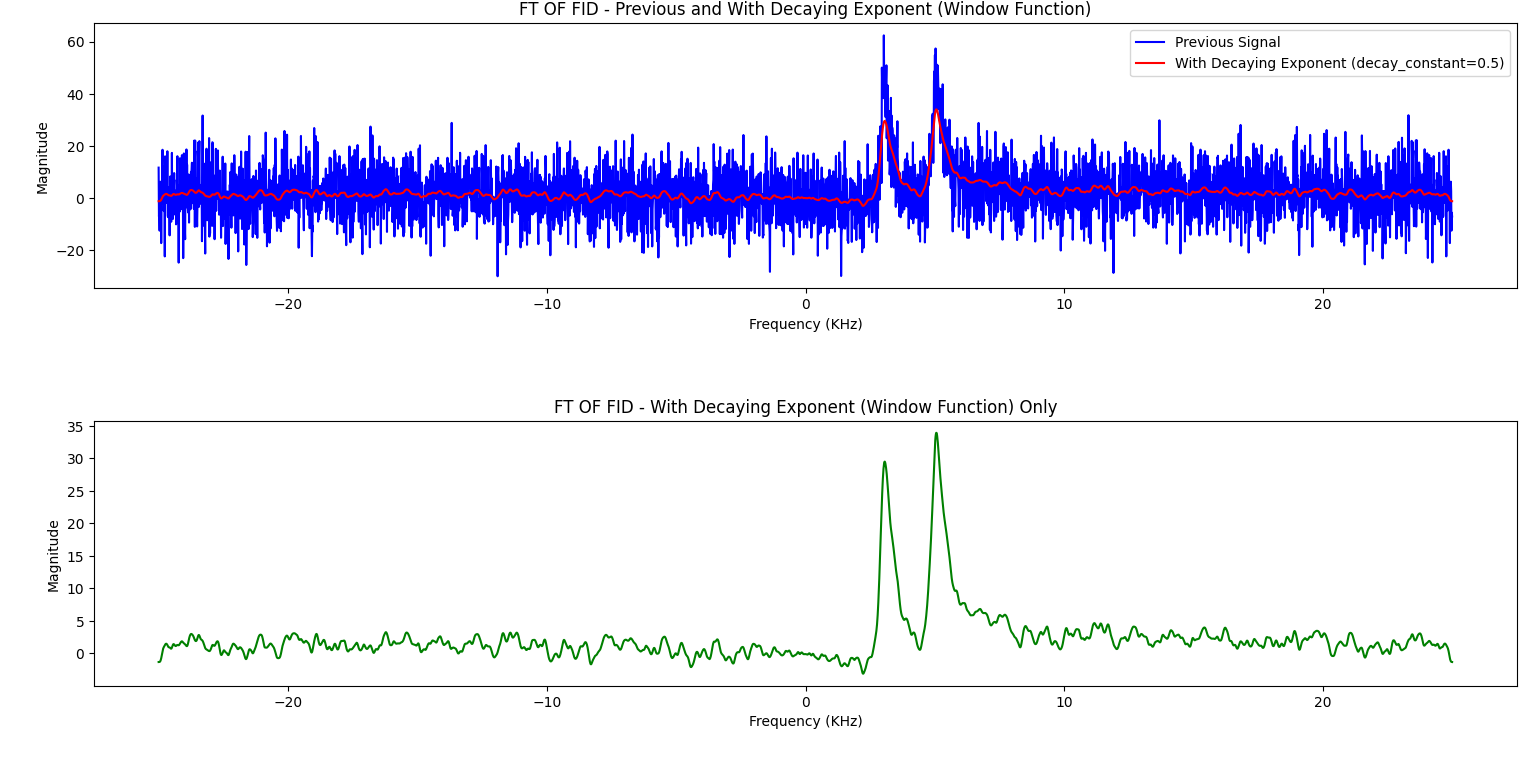 FT OF FID - Previous and With Decaying Exponent (Window Function)
Previous Signal
With Decaying Exponent (decay_constant=0.5)
Magnitude
60
40
20
0
−20
−20
−10
0
10
20
Frequency (KHz)
FT OF FID - With Decaying Exponent (Window Function) Only
Magnitude
35
30
25
20
15
10
5
0
−20
−10
0
10
20
Frequency (KHz)